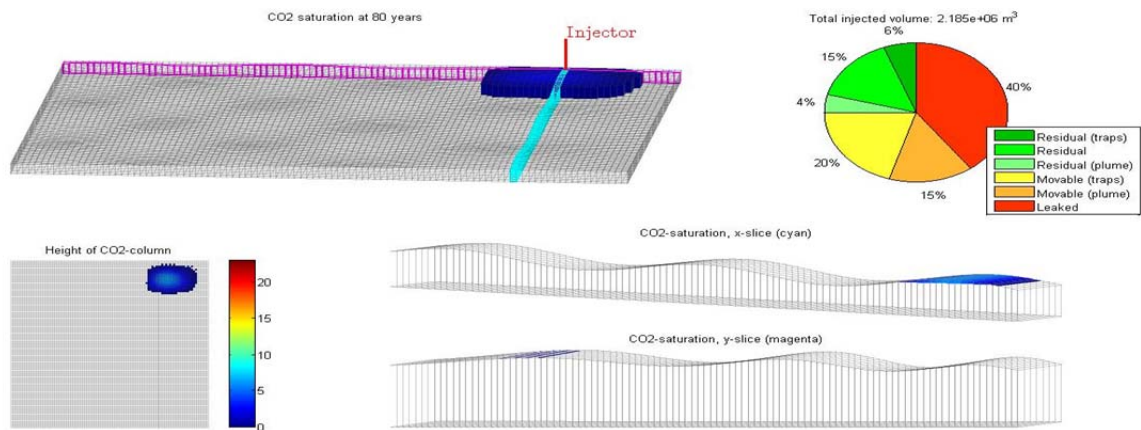 CO2 saturation at 80 years
Injector
Total injected volume: 2.185e+06 m³
6%
15%
40%
4%
20%
15%
Residual (traps)
Residual
Residual (plume)
Movable (traps)
Movable (plume)
Leaked
Height of CO2-column
20
15
10
5
0
CO2-saturation, x-slice (cyan)
CO2-saturation, y-slice (magenta)